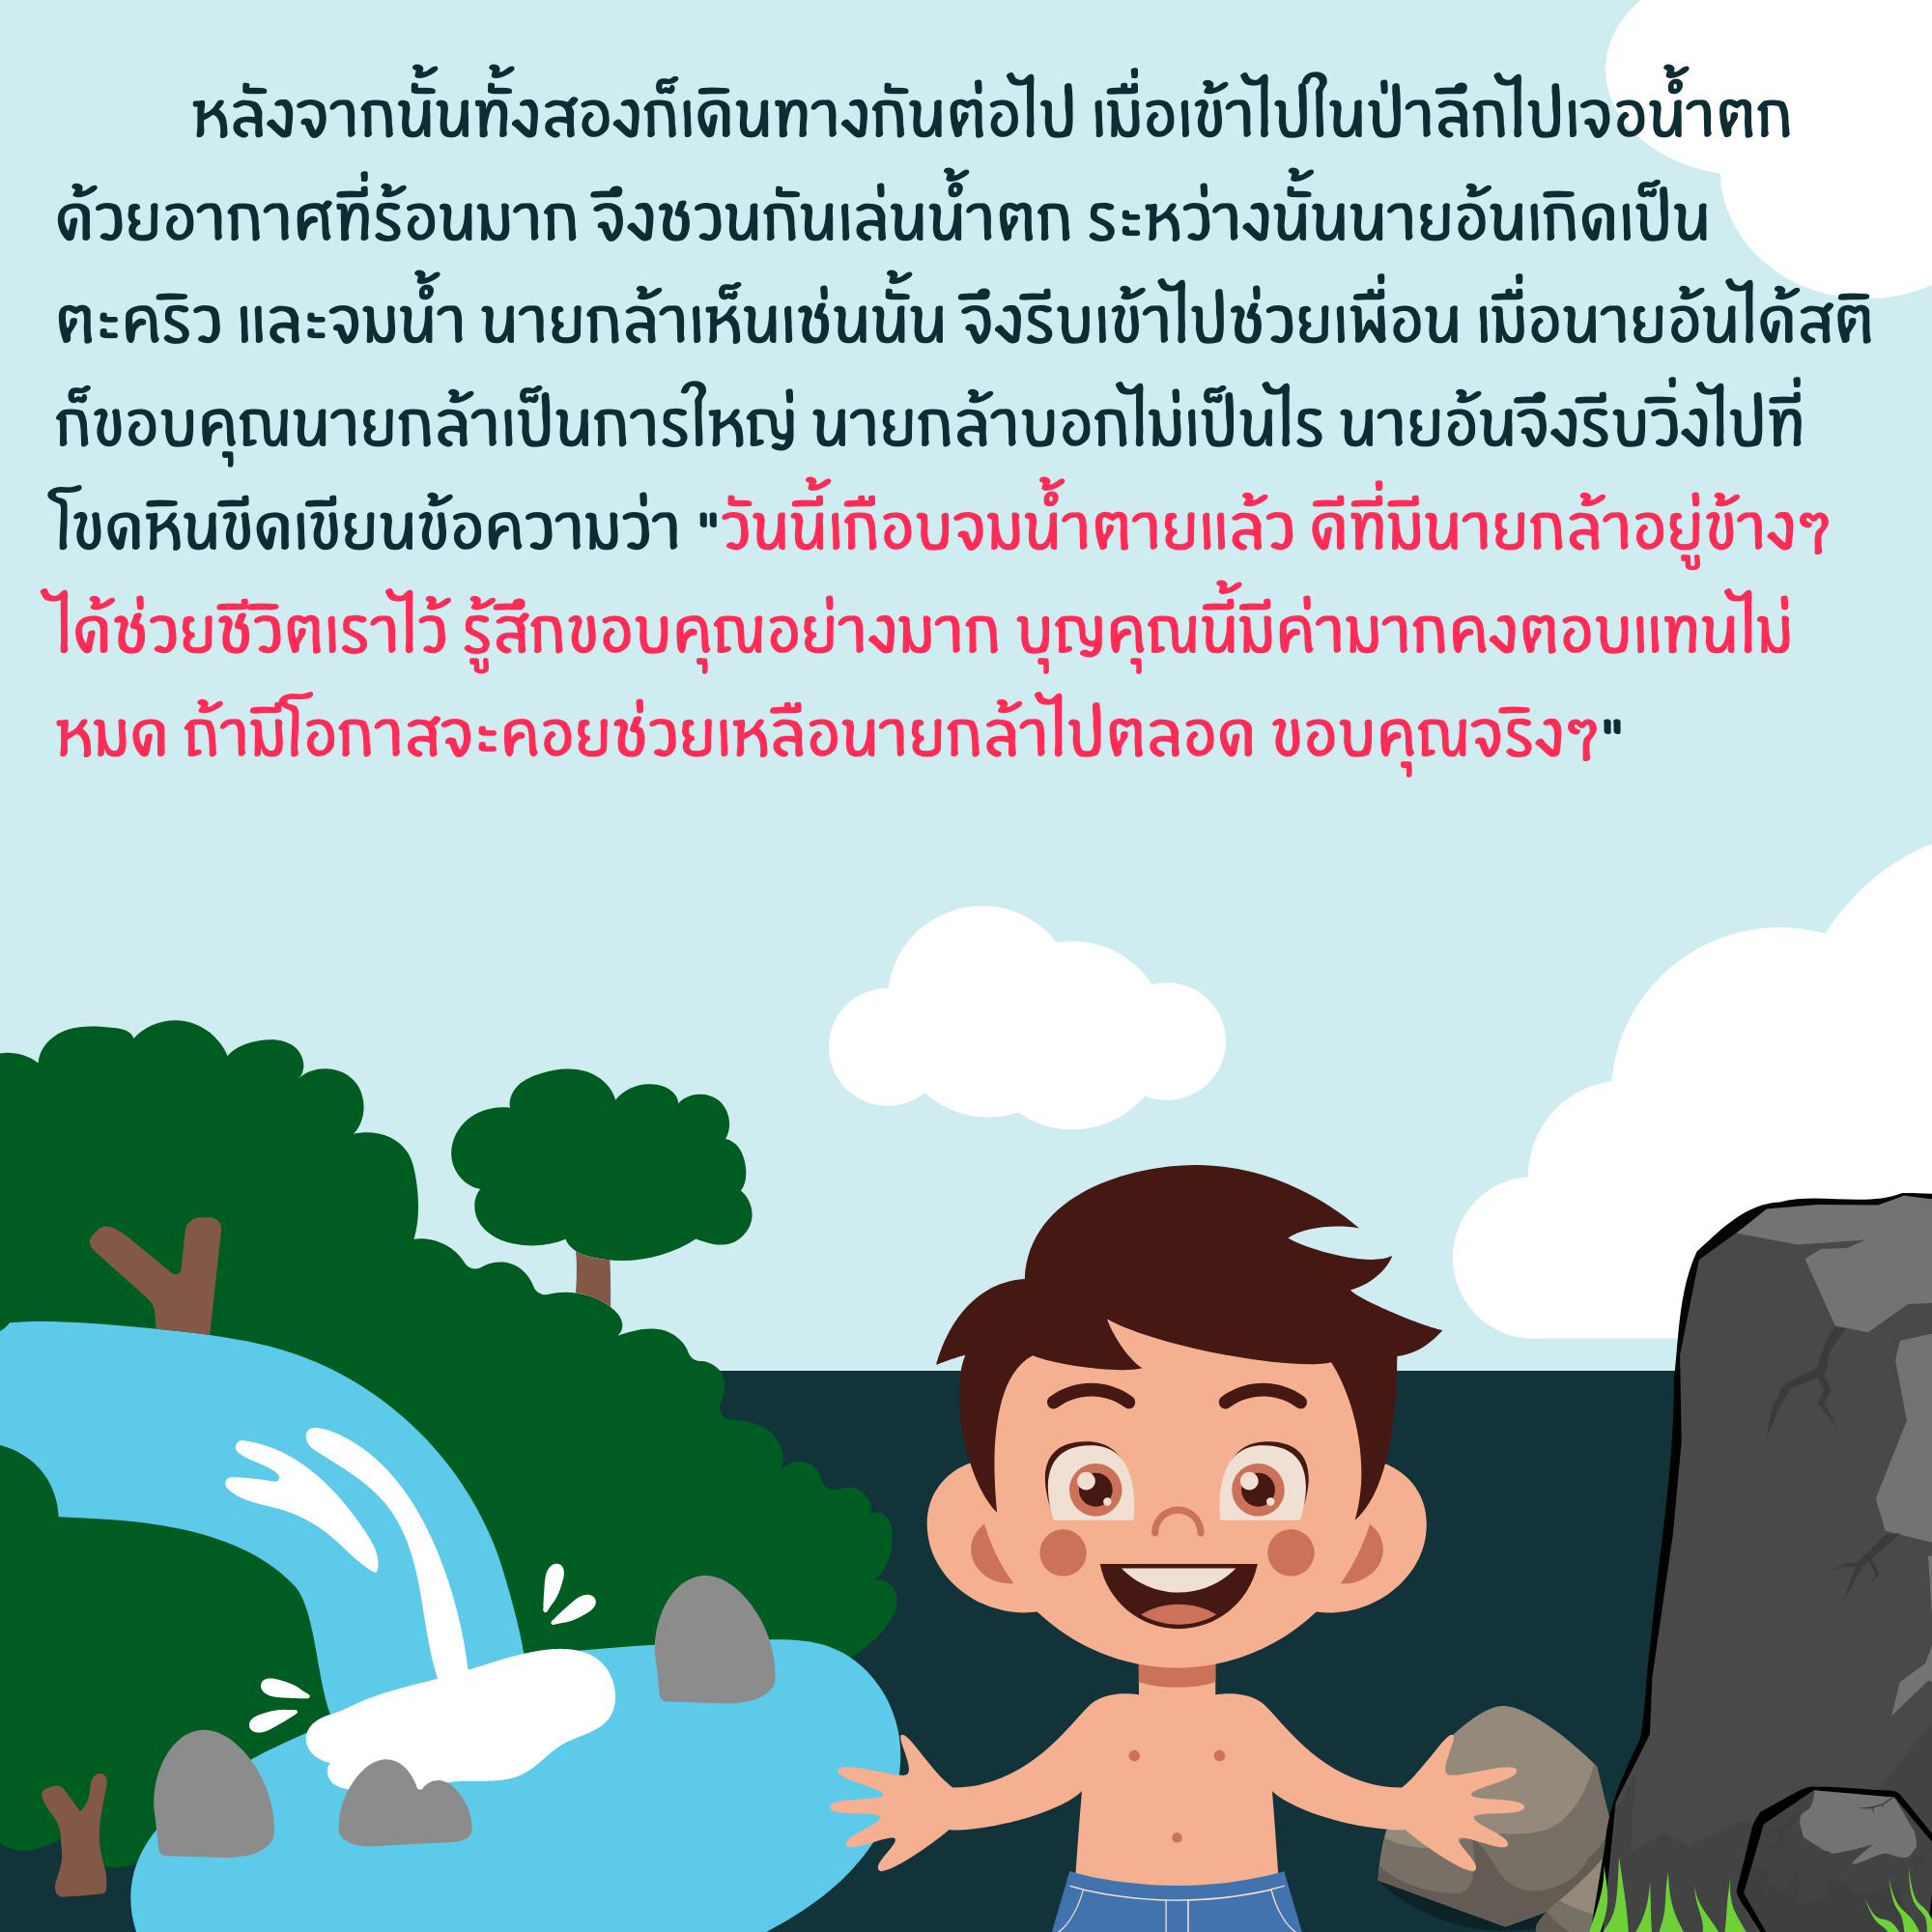 หลังจากนั้นทั้งสองก็เดินทางกันต่อไป เมื่อเข้าไปในป่าลึกไปเจอน้ำตก
ด้วยอากาศที่ร้อนมาก จึงชวนกันเล่นน้ำตก ระหว่างนั้นนายอ้นเกิดเป็น
ตะคริว และจมน้ำ นายกล้าเห็นเช่นนั้น จึงรีบเข้าไปช่วยเพื่อน เมื่อนายอ้นได้สติ
ก็ขอบคุณนายกล้าเป็นการใหญ่ นายกล้าบอกไม่เป็นไร นายอ้นจึงรีบวิ่งไปที่
โขดหินขีดเขียนข้อความว่า "วันนี้เกือบจมน้ำตายแล้ว ดีที่มีนายกล้าอยู่ข้างๆ
ได้ช่วยชีวิตเราไว้ รู้สึกขอบคุณอย่างมาก บุญคุณนี้มีค่ามากคงตอบแทนไม่
หมด ถ้ามีโอกาสจะคอยช่วยเหลือนายกล้าไปตลอด ขอบคุณจริงๆ"